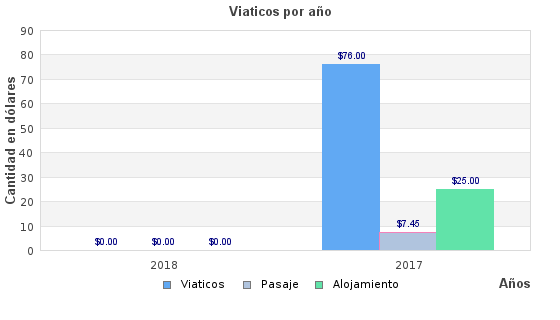 Viaticos por año
Cantidad en dólares
90
80
70
60
50
40
30
20
10
0
$0.00 $0.00 $0.00
$76.00
$7.45
$25.00
2018 2017
Años
Viaticos Pasaje Alojamiento